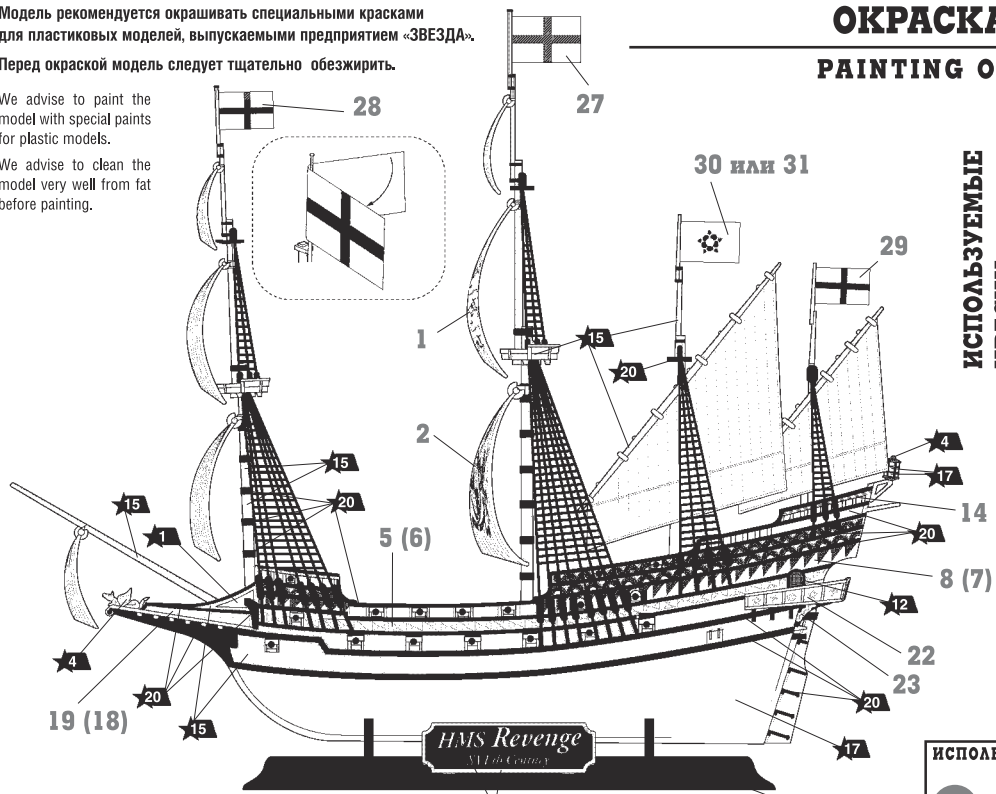 Модель рекомендуется окрашивать специальными красками
для пластиковых моделей, выпускаемыми предприятием «ЗВЕЗДА».
Перед окраской модель следует тщательно обезжирить.
We advise to paint the
model with special paints
for plastic models.
We advise to clean the
model very well from fat
before painting.
ОКРАСКА
PAINTING O
ИСПОЛЬЗУЕМЫЕ
28
27
30 или 31
29
1
15
20
2
4
17
15
20
14
20
15
1
5 (6)
8 (7)
12
4
20
19 (18)
15
22
23
20
17
HMS Revenge
XVI th Century
ИСПОЛЬ